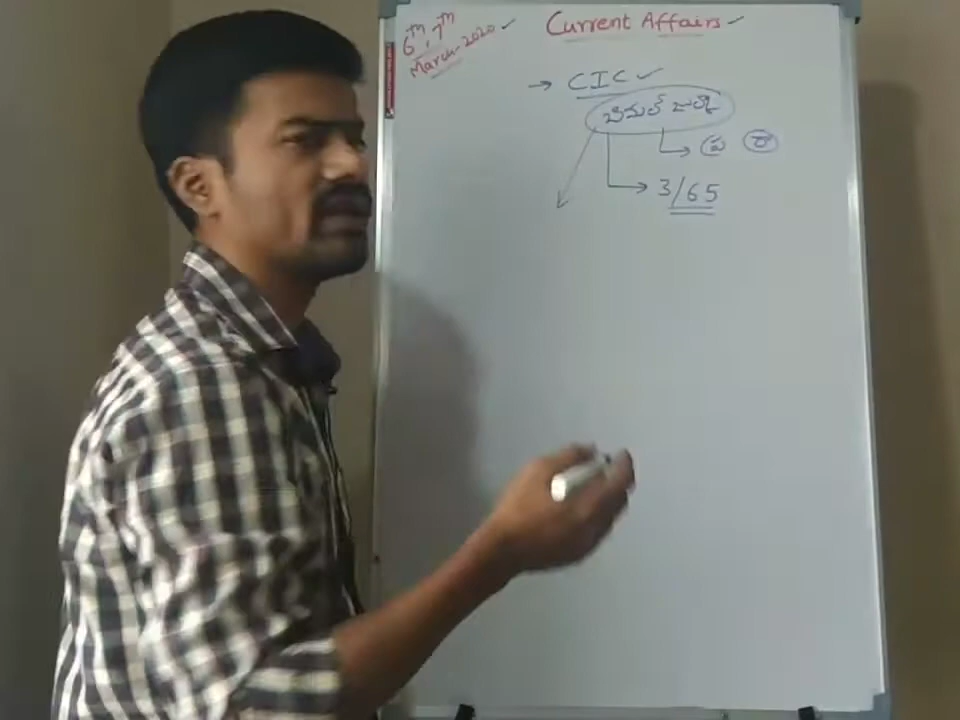 6th, 7th
March-2020
Current Affairs
→ CIC
బిమల్ జుల్కా
→ ప్ర రా
→ 3/65